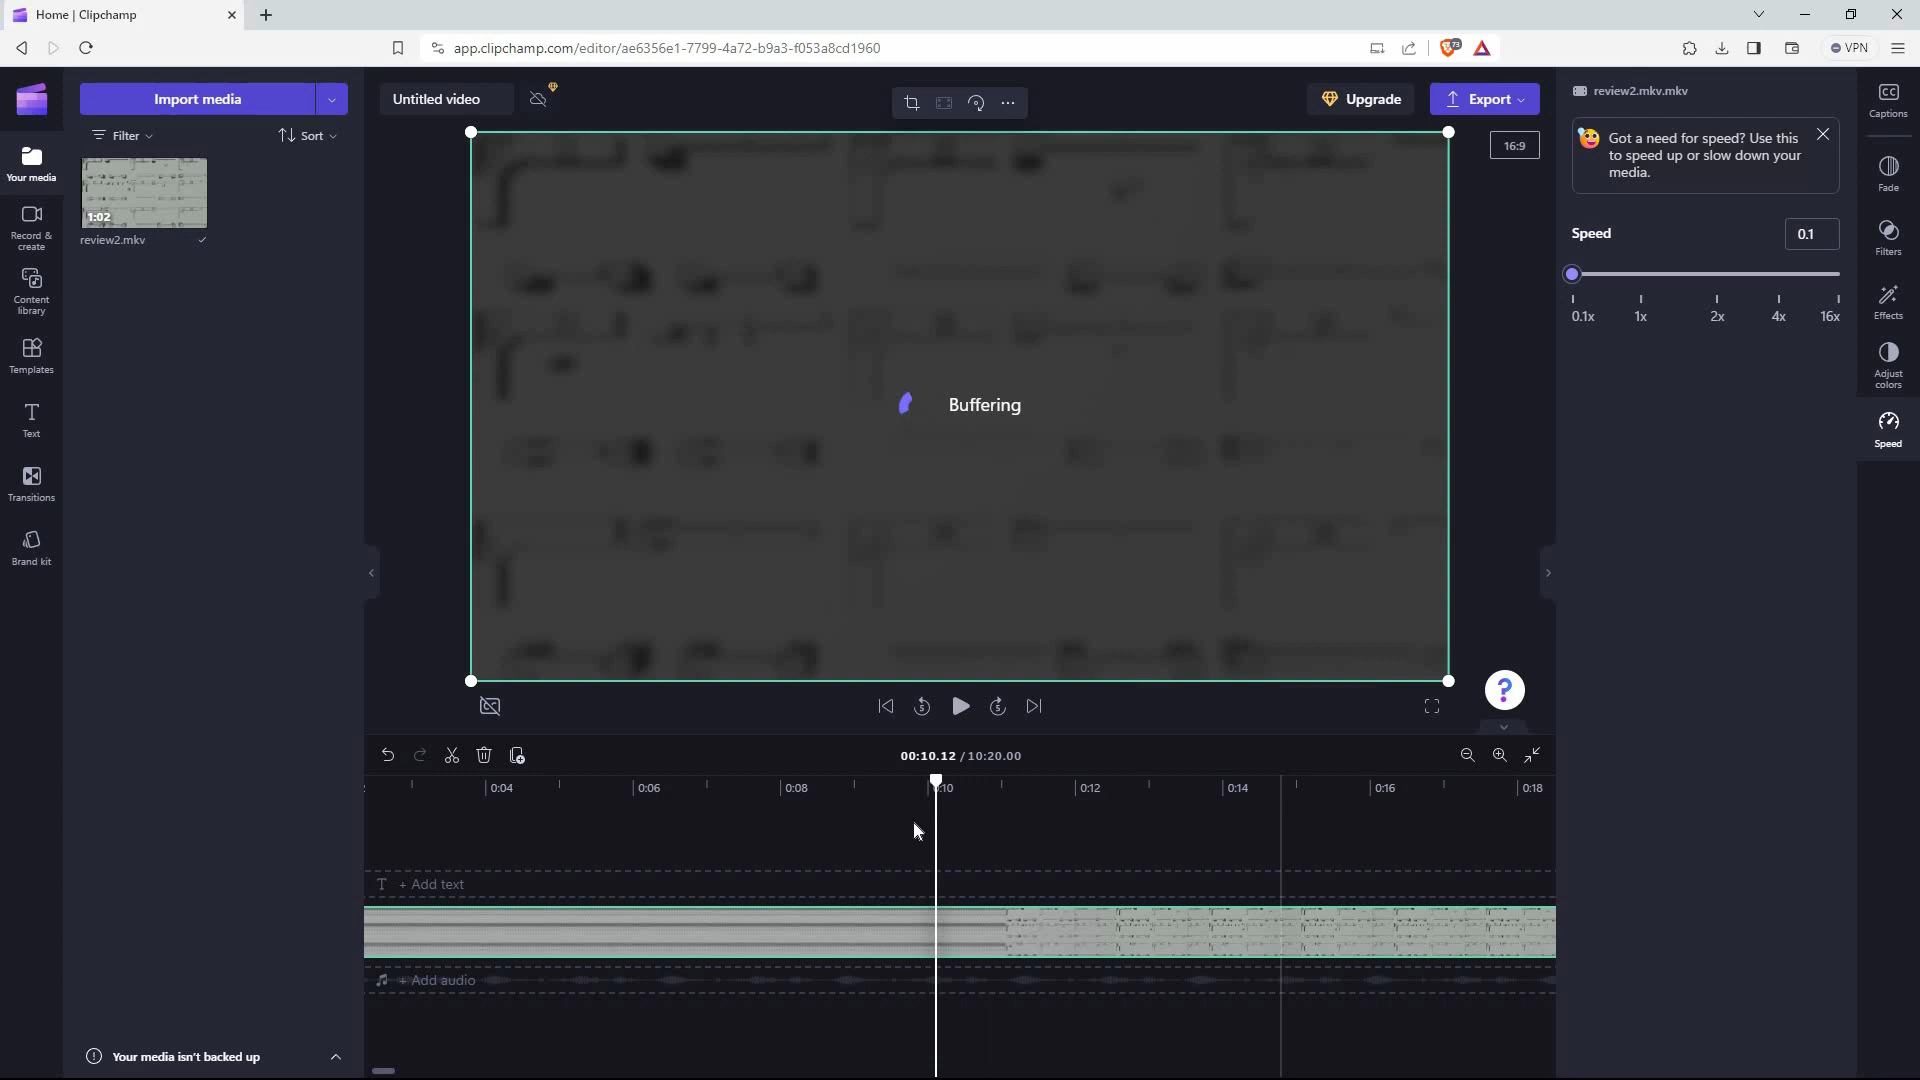 Home | Clipchamp
app.clipchamp.com/editor/ae6356e1-7799-4a72-b9a3-f053a8cd1960
73
VPN
Import media
Untitled video
Upgrade
Export
review2.mkv.mkv
CC
Captions
Filter
Sort
16:9
Got a need for speed? Use this
to speed up or slow down your
media.
Your media
1:02
review2.mkv
Fade
Record &
create
Speed
0.1
Filters
Content
library
0.1x
1x
2x
4x
16x
Effects
Templates
Adjust
colors
Buffering
T
Text
Speed
Transitions
Brand kit
5
5
?
00:10.12 / 10:20.00
0:04
0:06
0:08
0:10
0:12
0:14
0:16
0:18
T + Add text
+ Add audio
Your media isn't backed up